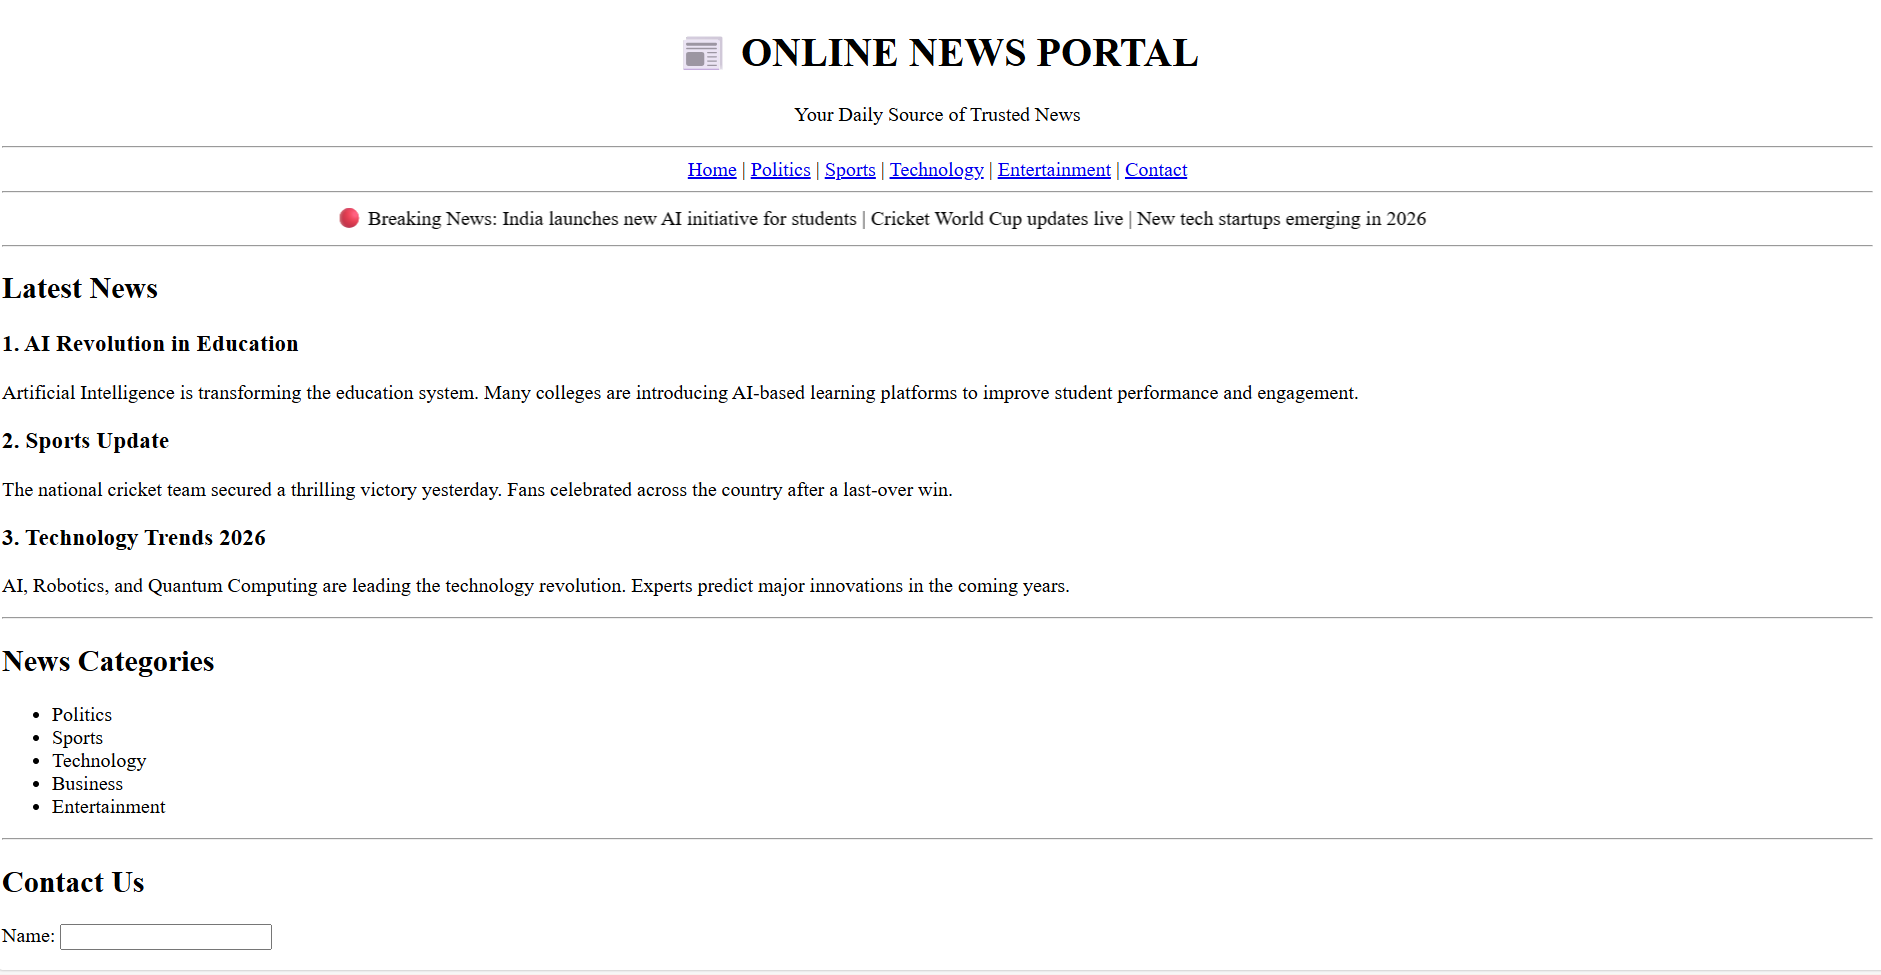 ONLINE NEWS PORTAL
Your Daily Source of Trusted News
Home | Politics | Sports | Technology | Entertainment | Contact
Breaking News: India launches new AI initiative for students | Cricket World Cup updates live | New tech startups emerging in 2026
Latest News
1. AI Revolution in Education
Artificial Intelligence is transforming the education system. Many colleges are introducing AI-based learning platforms to improve student performance and engagement.
2. Sports Update
The national cricket team secured a thrilling victory yesterday. Fans celebrated across the country after a last-over win.
3. Technology Trends 2026
AI, Robotics, and Quantum Computing are leading the technology revolution. Experts predict major innovations in the coming years.
News Categories
• Politics
• Sports
• Technology
• Business
• Entertainment
Contact Us
Name: